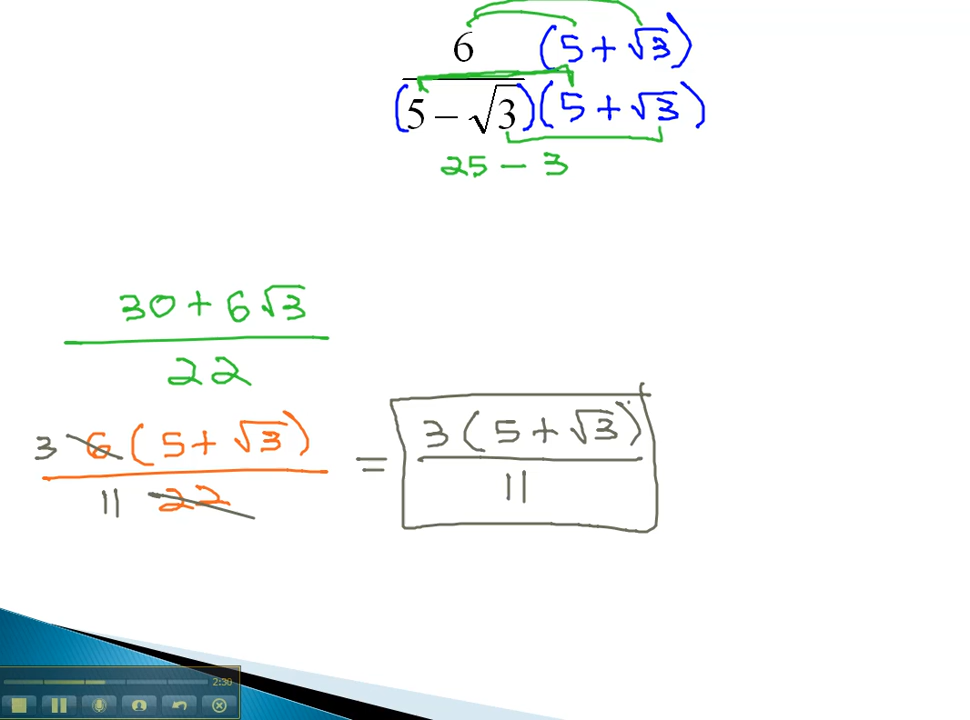 6 (5 + √3)
(5 − √3)(5 + √3)
25 − 3
30 + 6√3
22
3 6 (5 + √3)
11 22
= 3 (5 + √3)
11
2:30